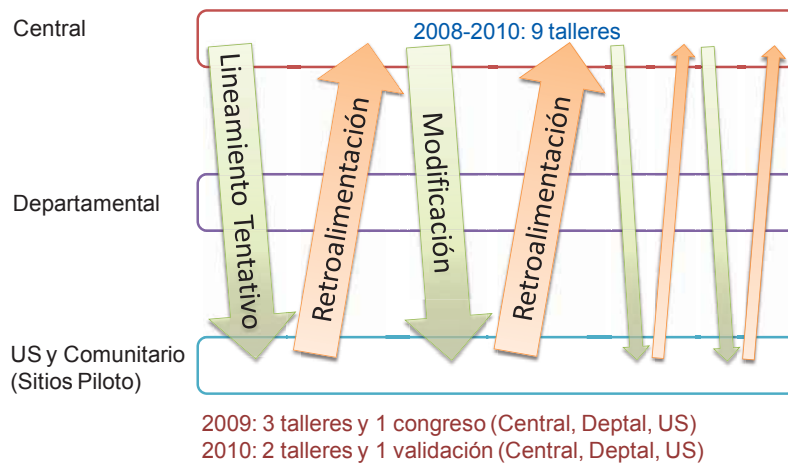 Central
2008-2010: 9 talleres
Lineamiento Tentativo
Retroalimentación
Modificación
Retroalimentación
Departamental
US y Comunitario
(Sitios Piloto)
2009: 3 talleres y 1 congreso (Central, Deptal, US)
2010: 2 talleres y 1 validación (Central, Deptal, US)